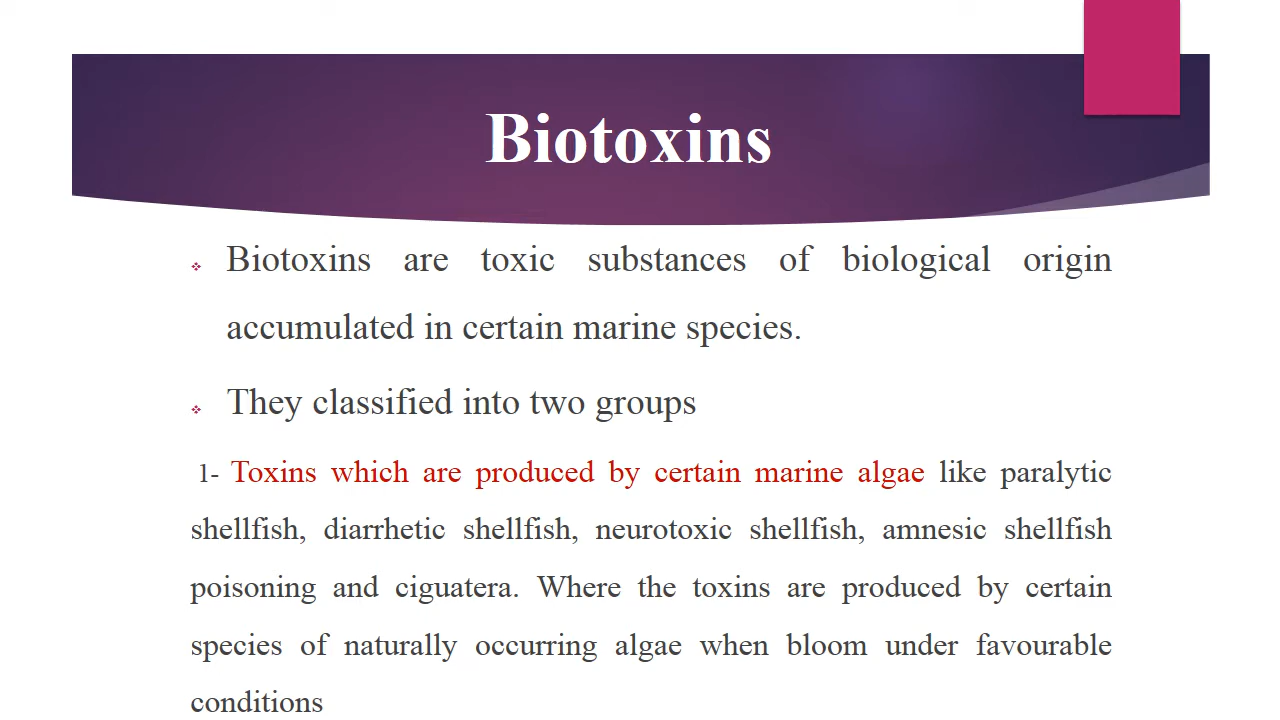 Biotoxins
❖ Biotoxins are toxic substances of biological origin
accumulated in certain marine species.
❖ They classified into two groups
1- Toxins which are produced by certain marine algae like paralytic
shellfish, diarrhetic shellfish, neurotoxic shellfish, amnesic shellfish
poisoning and ciguatera. Where the toxins are produced by certain
species of naturally occurring algae when bloom under favourable
conditions